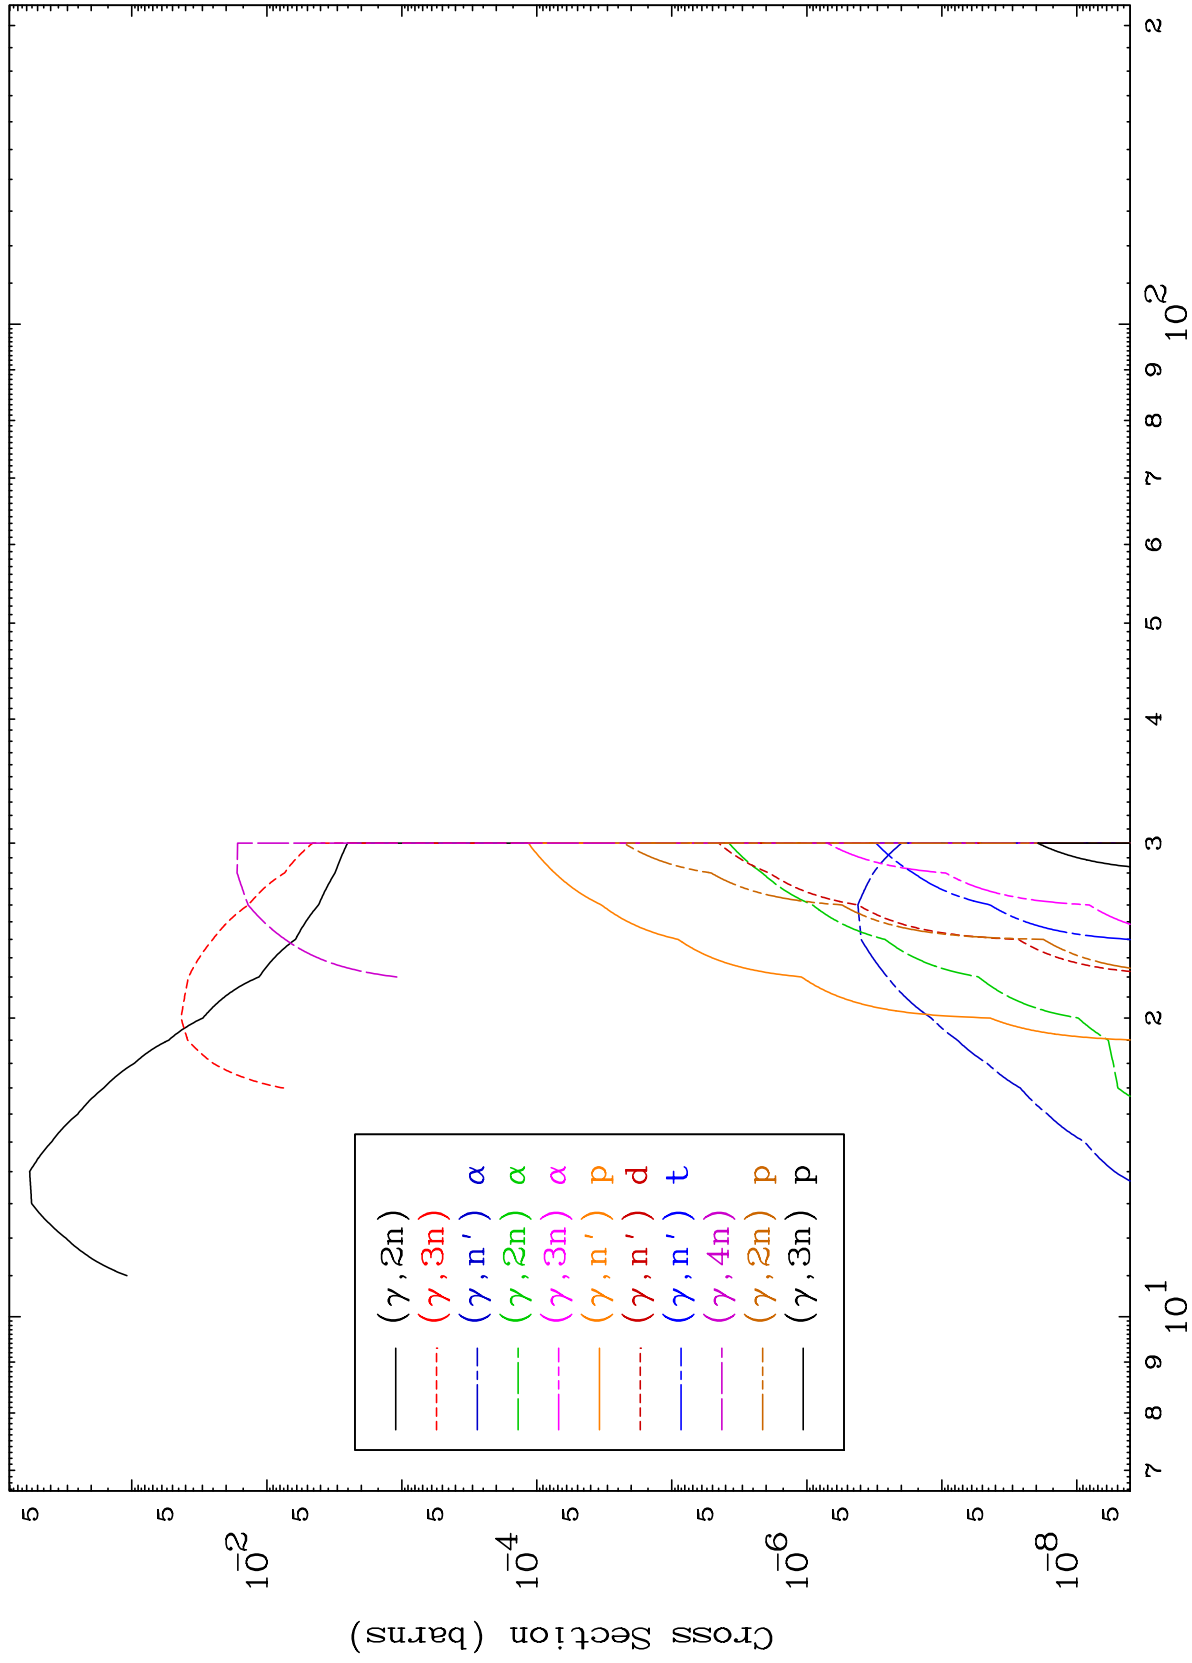 Cross Section (barns)
5
5
10-2
5
5
10-4
5
5
10-6
5
5
10-8
5
(γ,2n)
(γ,3n)
(γ,n') α
(γ,2n) α
(γ,3n) α
(γ,n') p
(γ,n') d
(γ,n') t
(γ,4n)
(γ,2n) p
(γ,3n) p
7 8 9 10^1 2 3 4 5 6 7 8 9 10^2 2